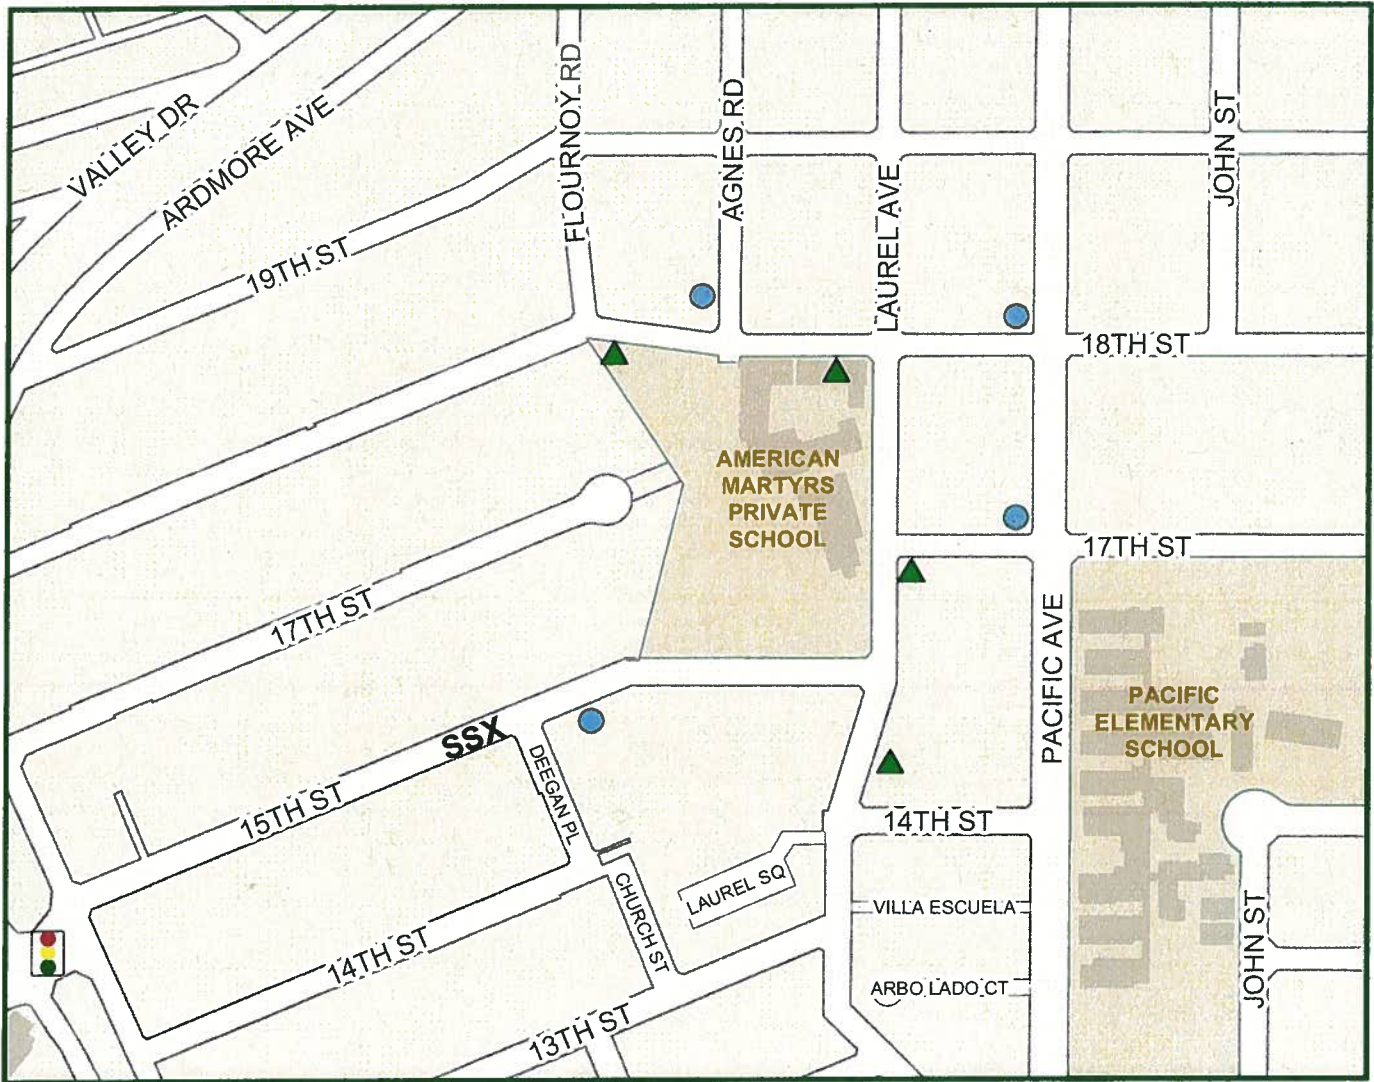 VALLEY DR
ARDMORE AVE
19TH ST
FLOURNOY RD
AGNES RD
LAUREL AVE
JOHN ST
18TH ST
AMERICAN
MARTYRS
PRIVATE
SCHOOL
17TH ST
17TH ST
PACIFIC AVE
PACIFIC
ELEMENTARY
SCHOOL
SSX
DEEGAN PL
15TH ST
14TH ST
LAUREL SQ
CHURCH ST
VILLA ESCUELA
14TH ST
ARBOLADO CT
JOHN ST
13TH ST